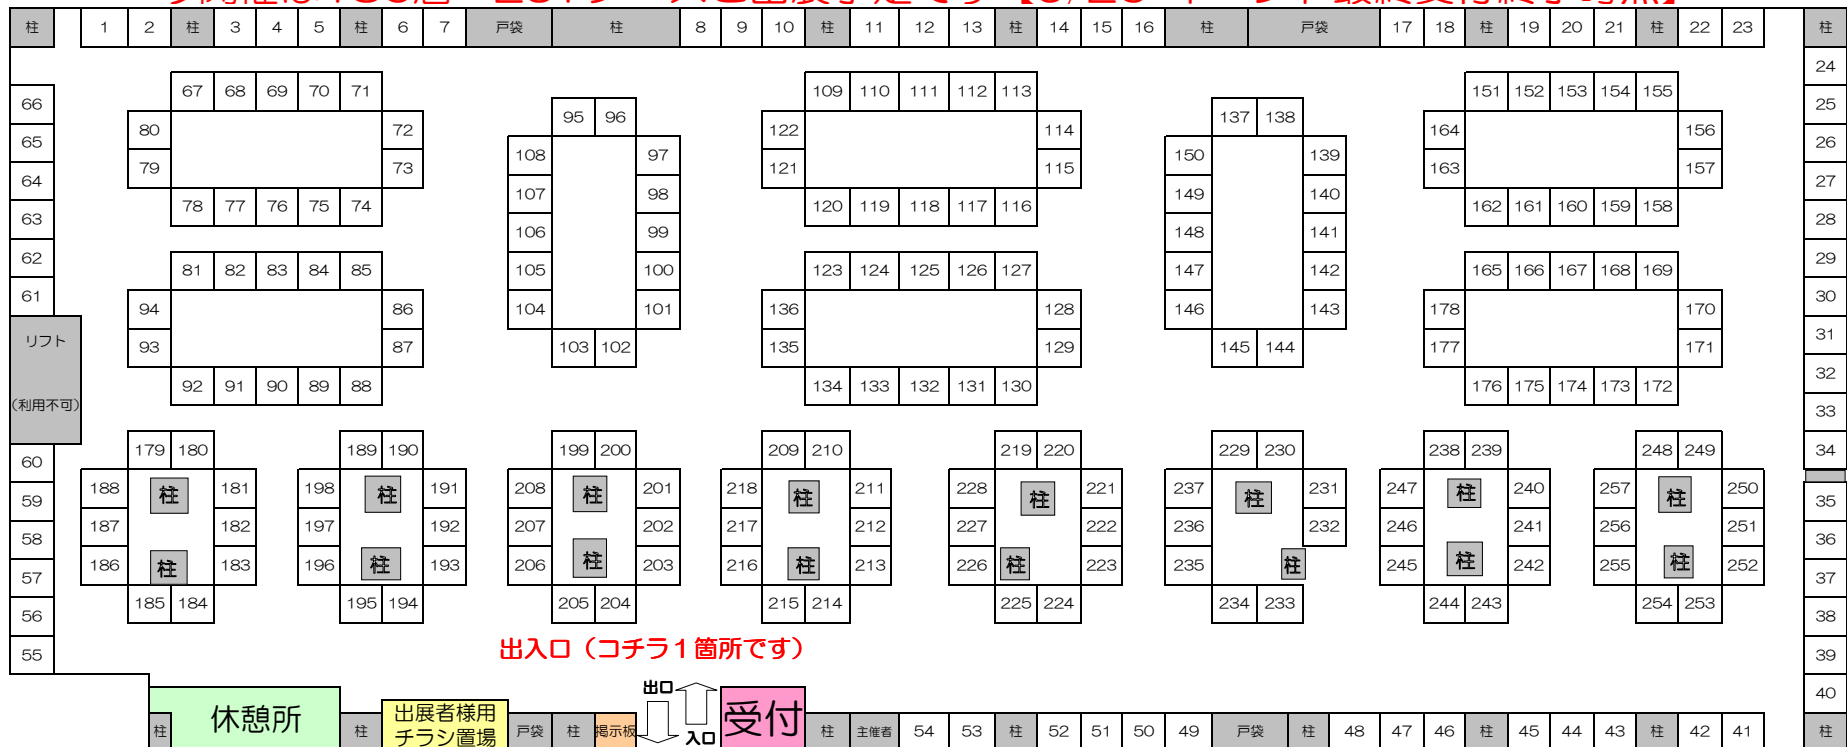 柱 1 2 柱 3 4 5 柱 6 7 戸袋 柱 8 9 10 柱 11 12 13 柱 14 15 16 柱 戸袋 17 18 柱 19 20 21 柱 22 23 柱
24
67 68 69 70 71 109 110 111 112 113 151 152 153 154 155
66 25
95 96 137 138
80 72 122 114 164 156
65 26
108 97 150 139
79 73 121 115 163 157
64 27
107 98 149 140
78 77 76 75 74 120 119 118 117 116 162 161 160 159 158
63 28
106 99 148 141
62 29
81 82 83 84 85 105 100 123 124 125 126 127 147 142 165 166 167 168 169
61 30
94 86 104 101 136 128 146 143 178 170
リフト 31
93 87 103 102 135 129 145 144 177 171
32
92 91 90 89 88 134 133 132 131 130 176 175 174 173 172
(利用不可) 33
179 180 189 190 199 200 209 210 219 220 229 230 238 239 248 249 34
60
188 柱 181 198 柱 191 208 柱 201 218 柱 211 228 柱 221 237 柱 231 247 柱 240 257 柱 250
59 35
187 182 197 192 207 202 217 212 227 222 236 232 246 241 256 251
58 36
186 柱 183 196 柱 193 206 柱 203 216 柱 213 226 柱 223 235 柱 245 柱 242 255 柱 252
57 37
185 184 195 194 205 204 215 214 225 224 234 233 244 243 254 253
56 38
出入口（コチラ１箇所です）
55 39
出口 40
柱 休憩所 柱 出展者様用 戸袋 柱 掲示板 受付 柱 主催者 54 53 柱 52 51 50 49 戸袋 柱 48 47 46 柱 45 44 43 柱 42 41 柱
チラシ置場 入口